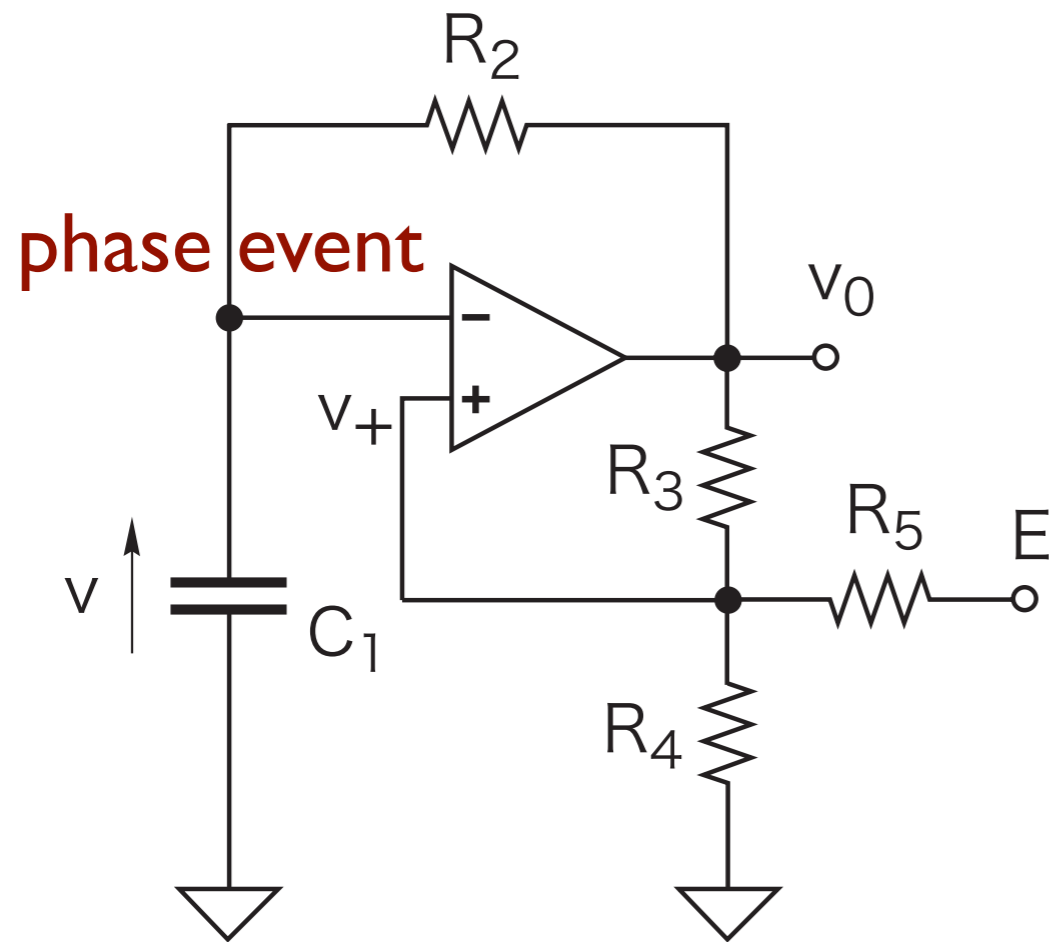 R₂
phase event
v₀
−
v₊
+
R₃
R₅
E
v
C₁
R₄